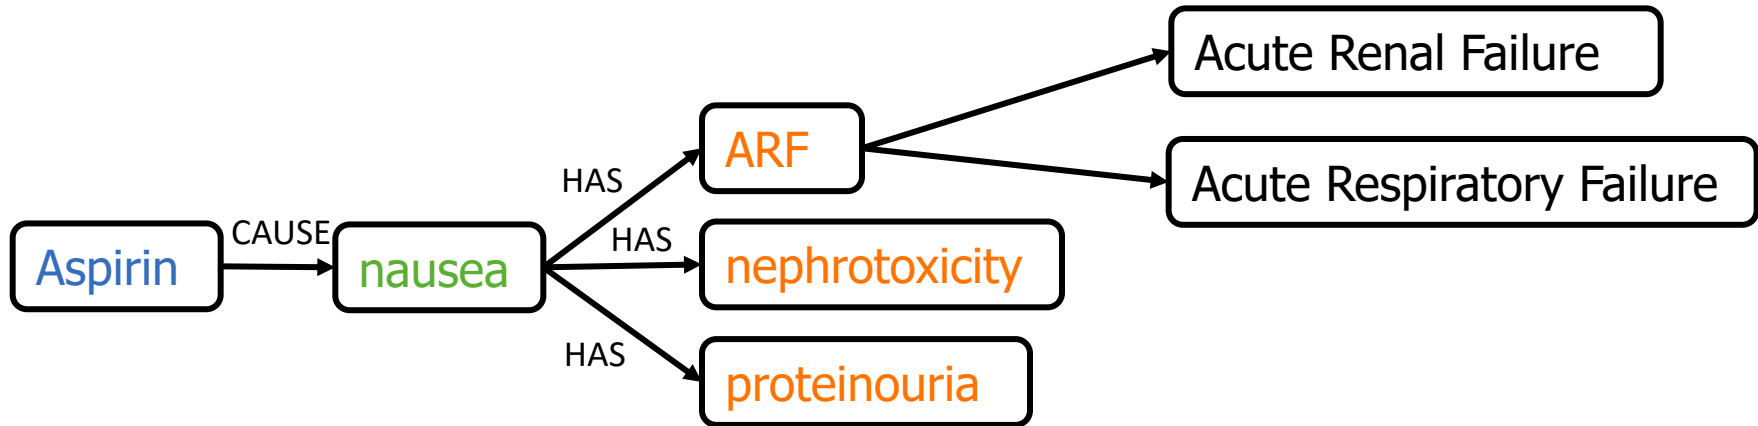 Acute Renal Failure
ARF
HAS
Acute Respiratory Failure
Aspirin
CAUSE
nausea
HAS
nephrotoxicity
HAS
proteinouria